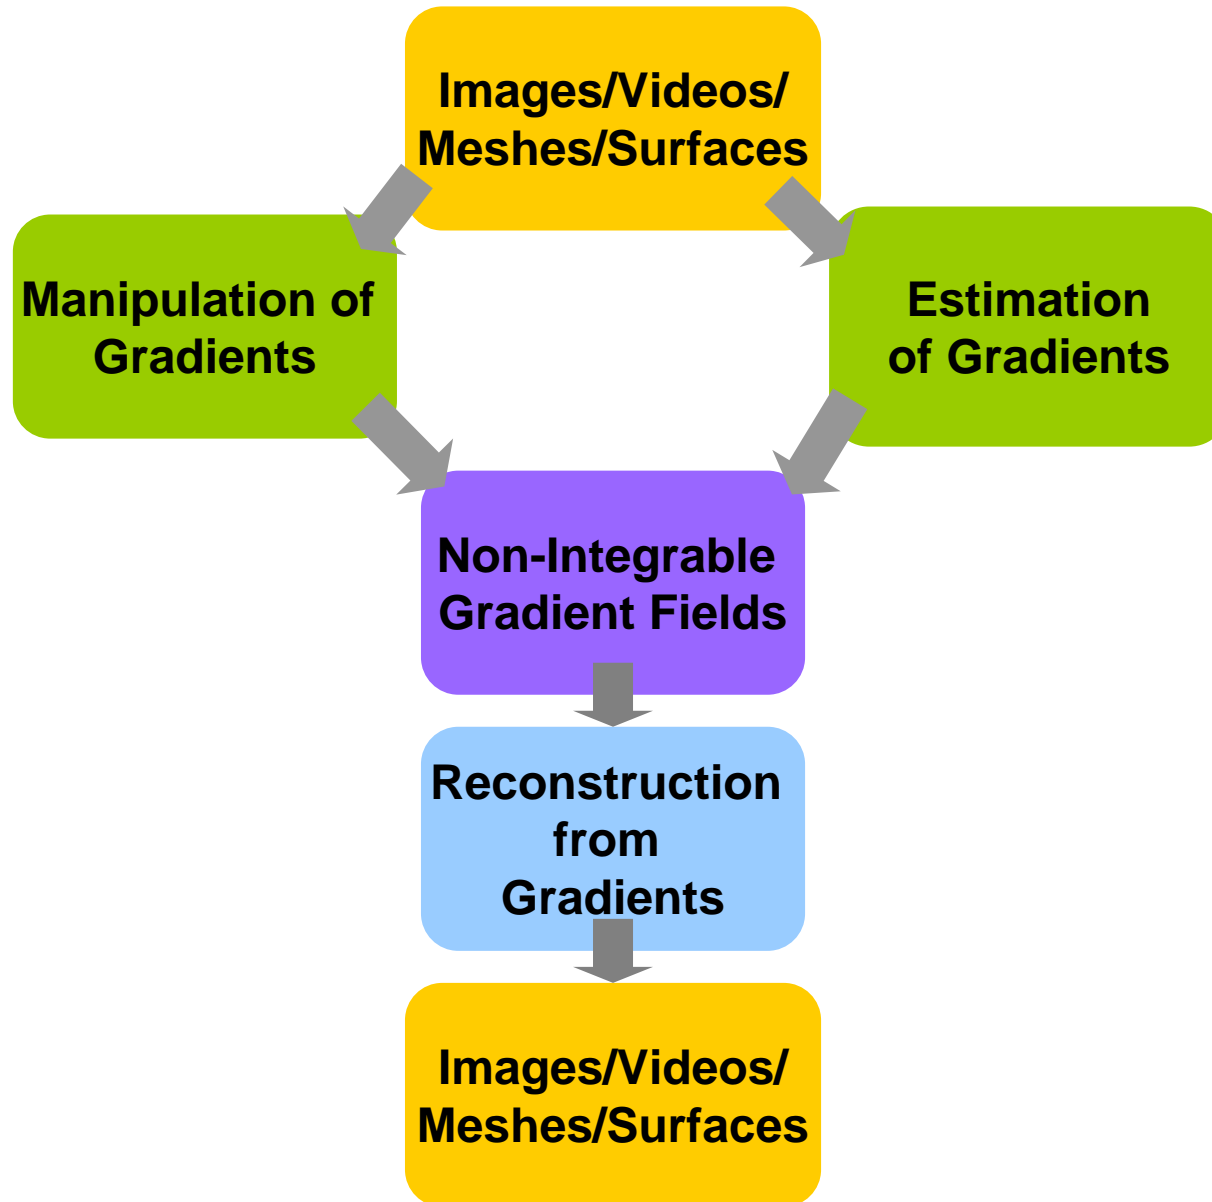 Images/Videos/
Meshes/Surfaces
Manipulation of
Gradients
Estimation
of Gradients
Non-Integrable
Gradient Fields
Reconstruction
from
Gradients
Images/Videos/
Meshes/Surfaces